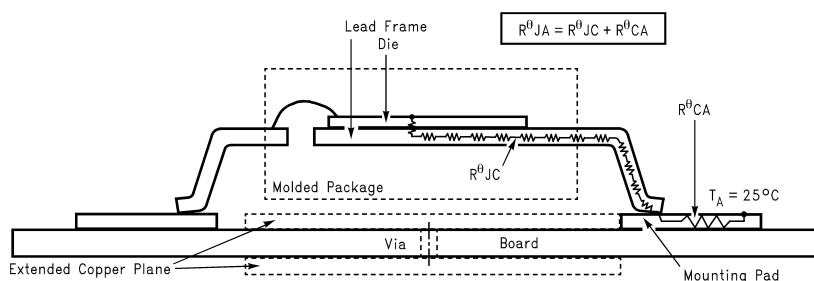 Lead Frame
Die
RθJA = RθJC + RθCA
RθCA
RθJC
Molded Package
TA = 25°C
Via
Board
Extended Copper Plane
Mounting Pad